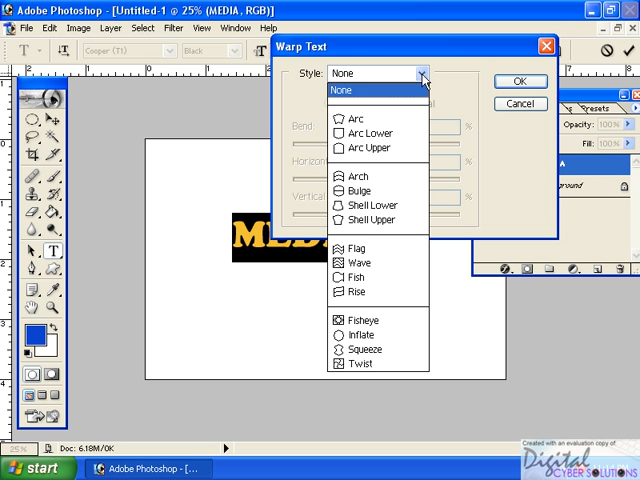 Adobe Photoshop - [Untitled-1 @ 25% (MEDIA, RGB)]
File Edit Image Layer Select Filter View Window Help
T Cooper (T1) Black
Warp Text
Style: None
OK
Cancel
None
Arc
Arc Lower
Arc Upper
Arch
Bulge
Shell Lower
Shell Upper
Flag
Wave
Fish
Rise
Fisheye
Inflate
Squeeze
Twist
Bend: %
Horizon %
Vertical %
Presets
Opacity: 100%
Fill: 100%
25% Doc: 6.18M/0K
start Adobe Photoshop - [...
Created with an evaluation copy of
Digital
CYBER SOLUTIONS